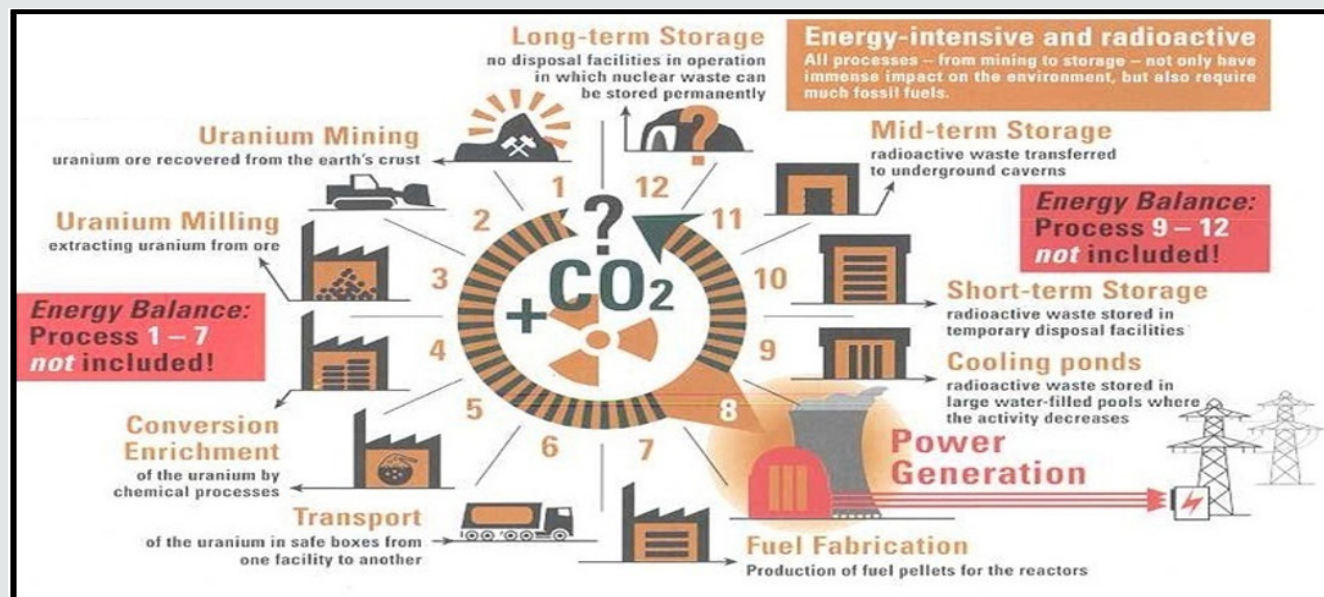 Long-term Storage
no disposal facilities in operation
in which nuclear waste can
be stored permanently
Energy-intensive and radioactive
All processes – from mining to storage – not only have
immense impact on the environment, but also require
much fossil fuels.
Uranium Mining
uranium ore recovered from the earth's crust
Mid-term Storage
radioactive waste transferred
to underground caverns
Uranium Milling
extracting uranium from ore
Energy Balance:
Process 9 – 12
not included!
Energy Balance:
Process 1 – 7
not included!
Short-term Storage
radioactive waste stored in
temporary disposal facilities
Cooling ponds
radioactive waste stored in
large water-filled pools where
the activity decreases
Conversion
Enrichment
of the uranium by
chemical processes
Power
Generation
Transport
of the uranium in safe boxes from
one facility to another
Fuel Fabrication
Production of fuel pellets for the reactors
1
2
3
4
5
6
7
8
9
10
11
12
?
?
+CO2